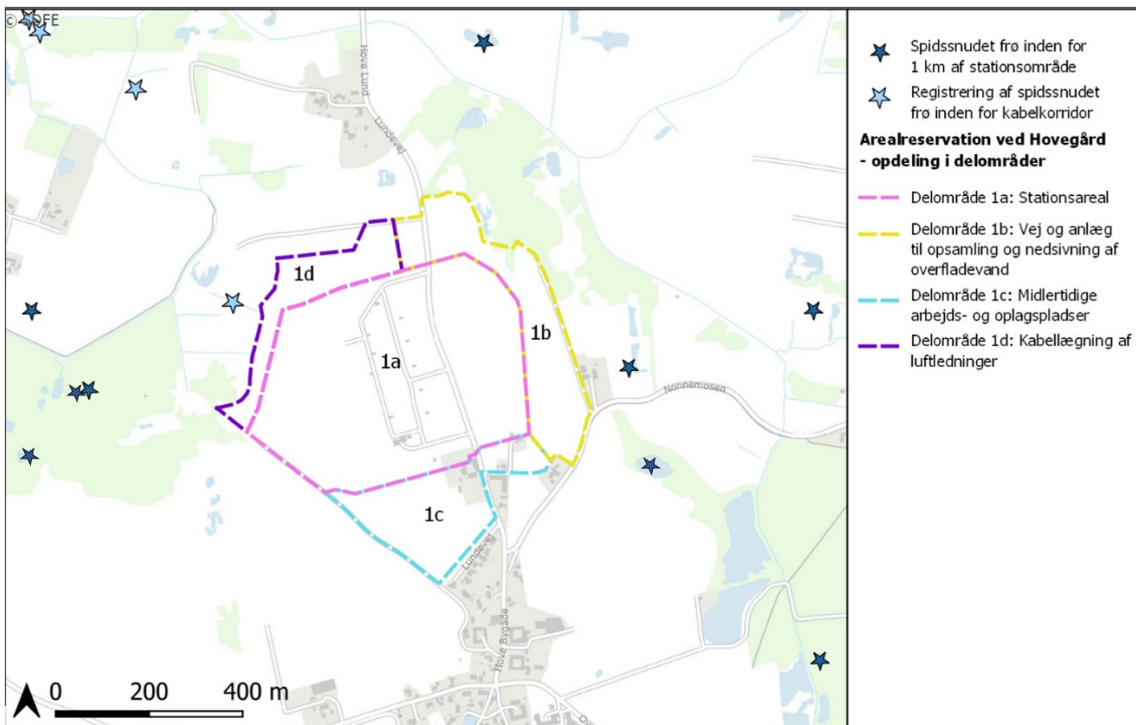 © SDFE
Hove Lund
Lundevej
1d
1b
1a
Nonnemosen
1c
Lundevej
Hove Bygade
0 200 400 m
Spidssnudet frø inden for
1 km af stationsområde
Registrering af spidssnudet
frø inden for kabelkorridor
Arealreservation ved Hovegård
- opdeling i delområder
Delområde 1a: Stationsareal
Delområde 1b: Vej og anlæg
til opsamling og nedsivning af
overfladevand
Delområde 1c: Midlertidige
arbejds- og oplagspladser
Delområde 1d: Kabellægning af
luftledninger